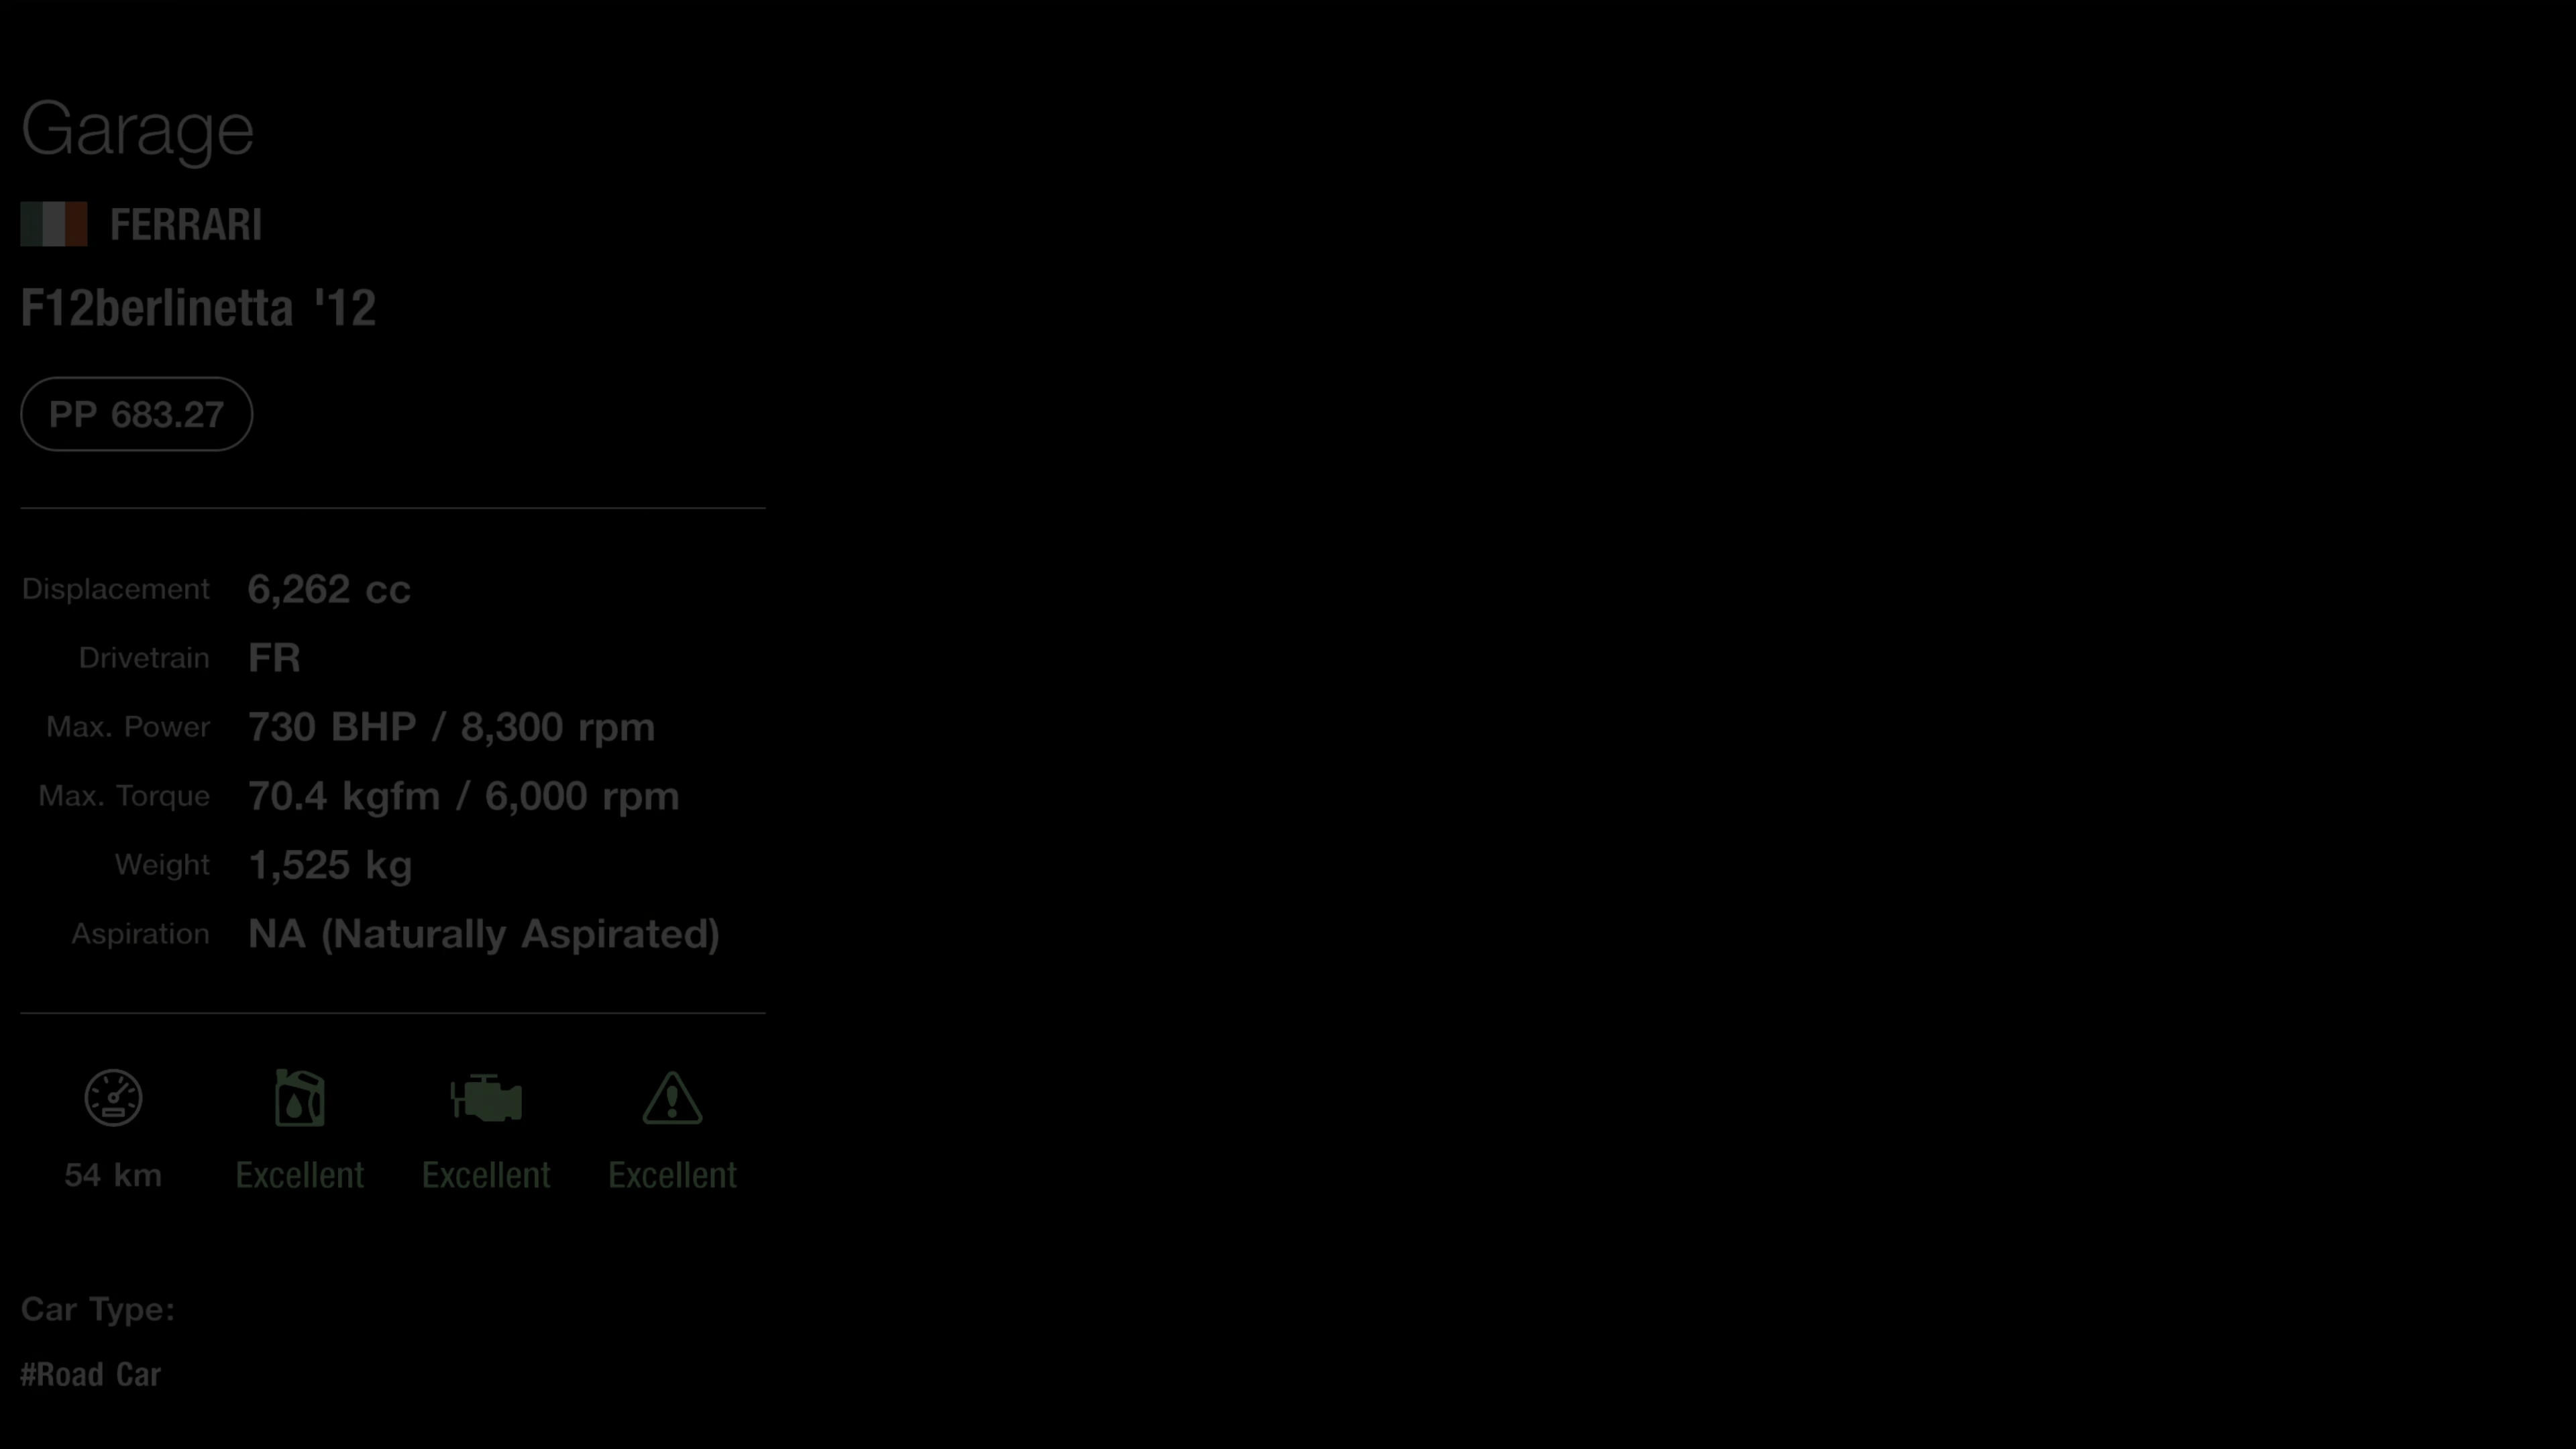 Garage
FERRARI
F12berlinetta '12
PP 683.27
Displacement 6,262 cc
Drivetrain FR
Max. Power 730 BHP / 8,300 rpm
Max. Torque 70.4 kgfm / 6,000 rpm
Weight 1,525 kg
Aspiration NA (Naturally Aspirated)
54 km Excellent Excellent Excellent
Car Type:
#Road Car